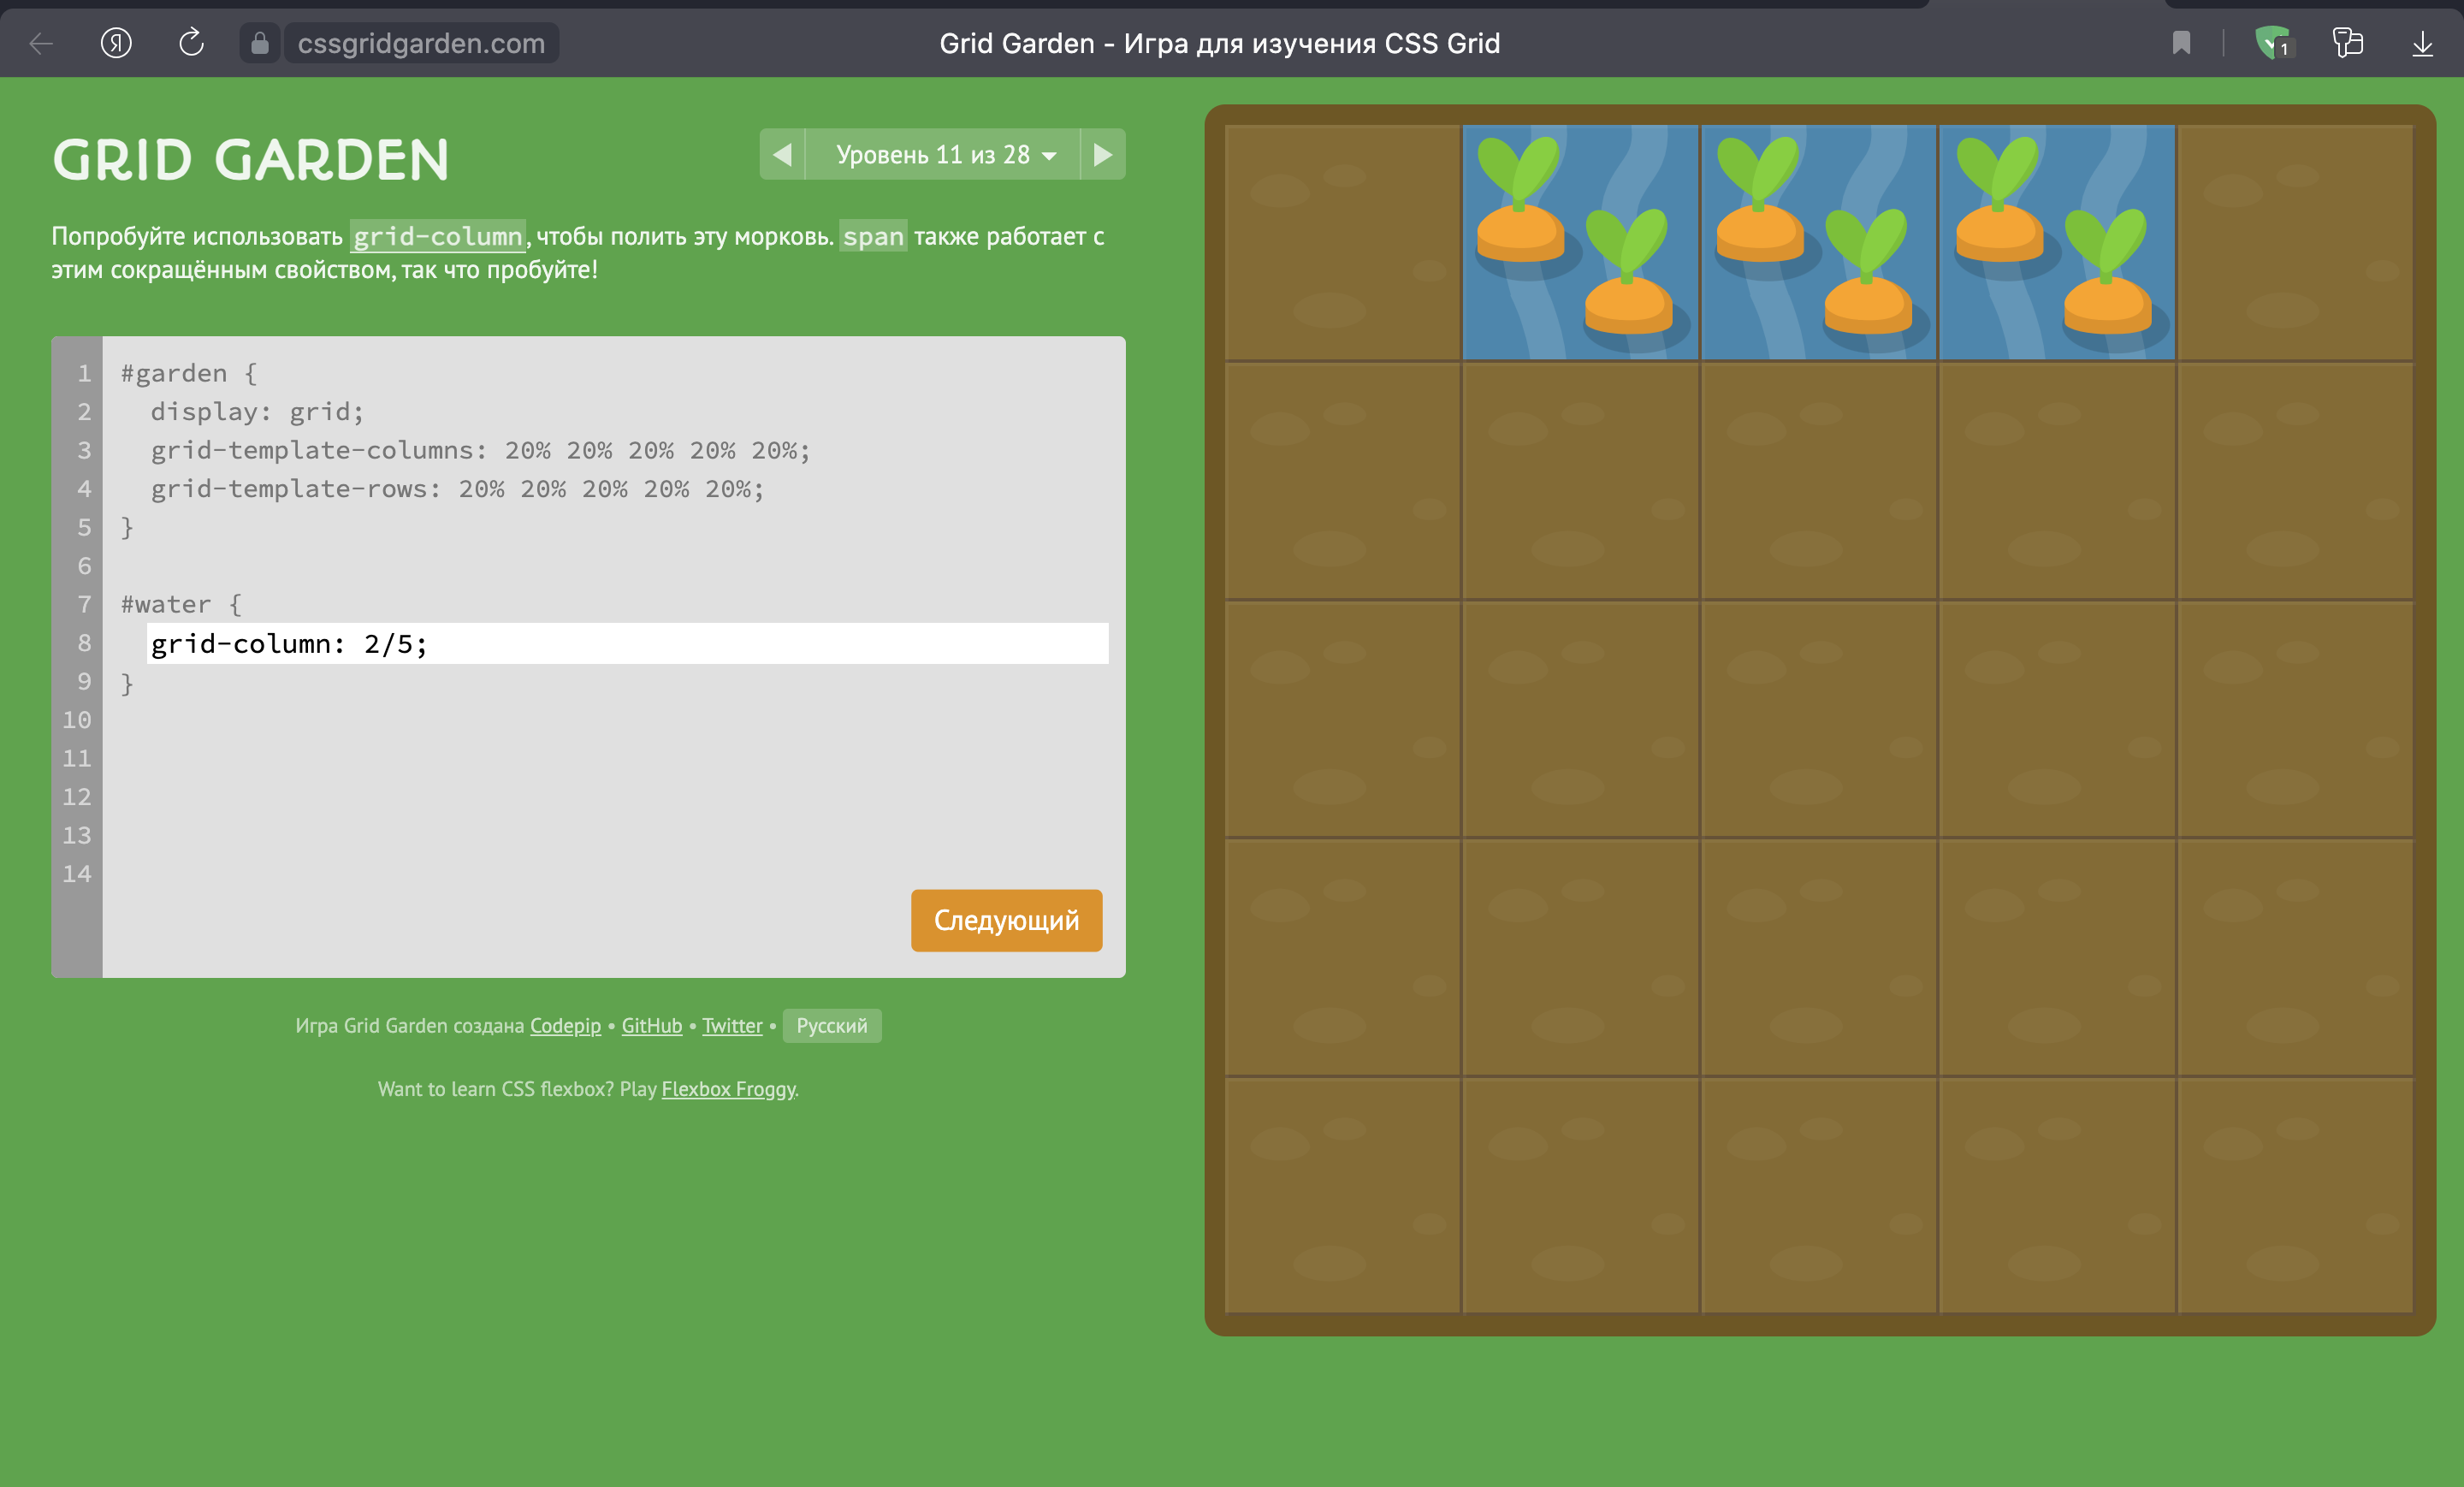 cssgridgarden.com
Grid Garden - Игра для изучения CSS Grid
1
GRID GARDEN
Уровень 11 из 28
Попробуйте использовать grid-column, чтобы полить эту морковь. span также работает с
этим сокращённым свойством, так что пробуйте!
1 #garden {
2 display: grid;
3 grid-template-columns: 20% 20% 20% 20% 20%;
4 grid-template-rows: 20% 20% 20% 20% 20%;
5 }
6
7 #water {
8 grid-column: 2/5;
9 }
10
11
12
13
14
Следующий
Игра Grid Garden создана Codepip • GitHub • Twitter • Русский
Want to learn CSS flexbox? Play Flexbox Froggy.